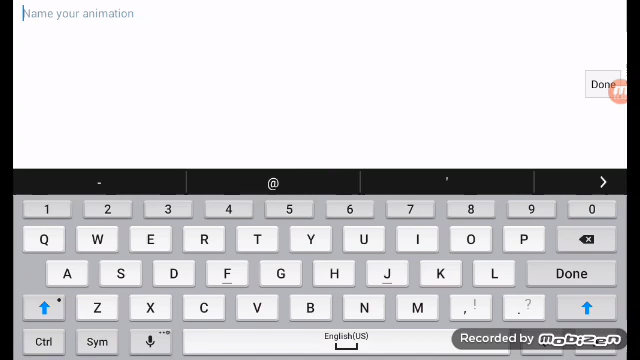 Name your animation
Done
- @ '
1 2 3 4 5 6 7 8 9 0
Q W E R T Y U I O P
A S D F G H J K L Done
Z X C V B N M , ! . ?
Ctrl Sym English(US)
Recorded by mobizen